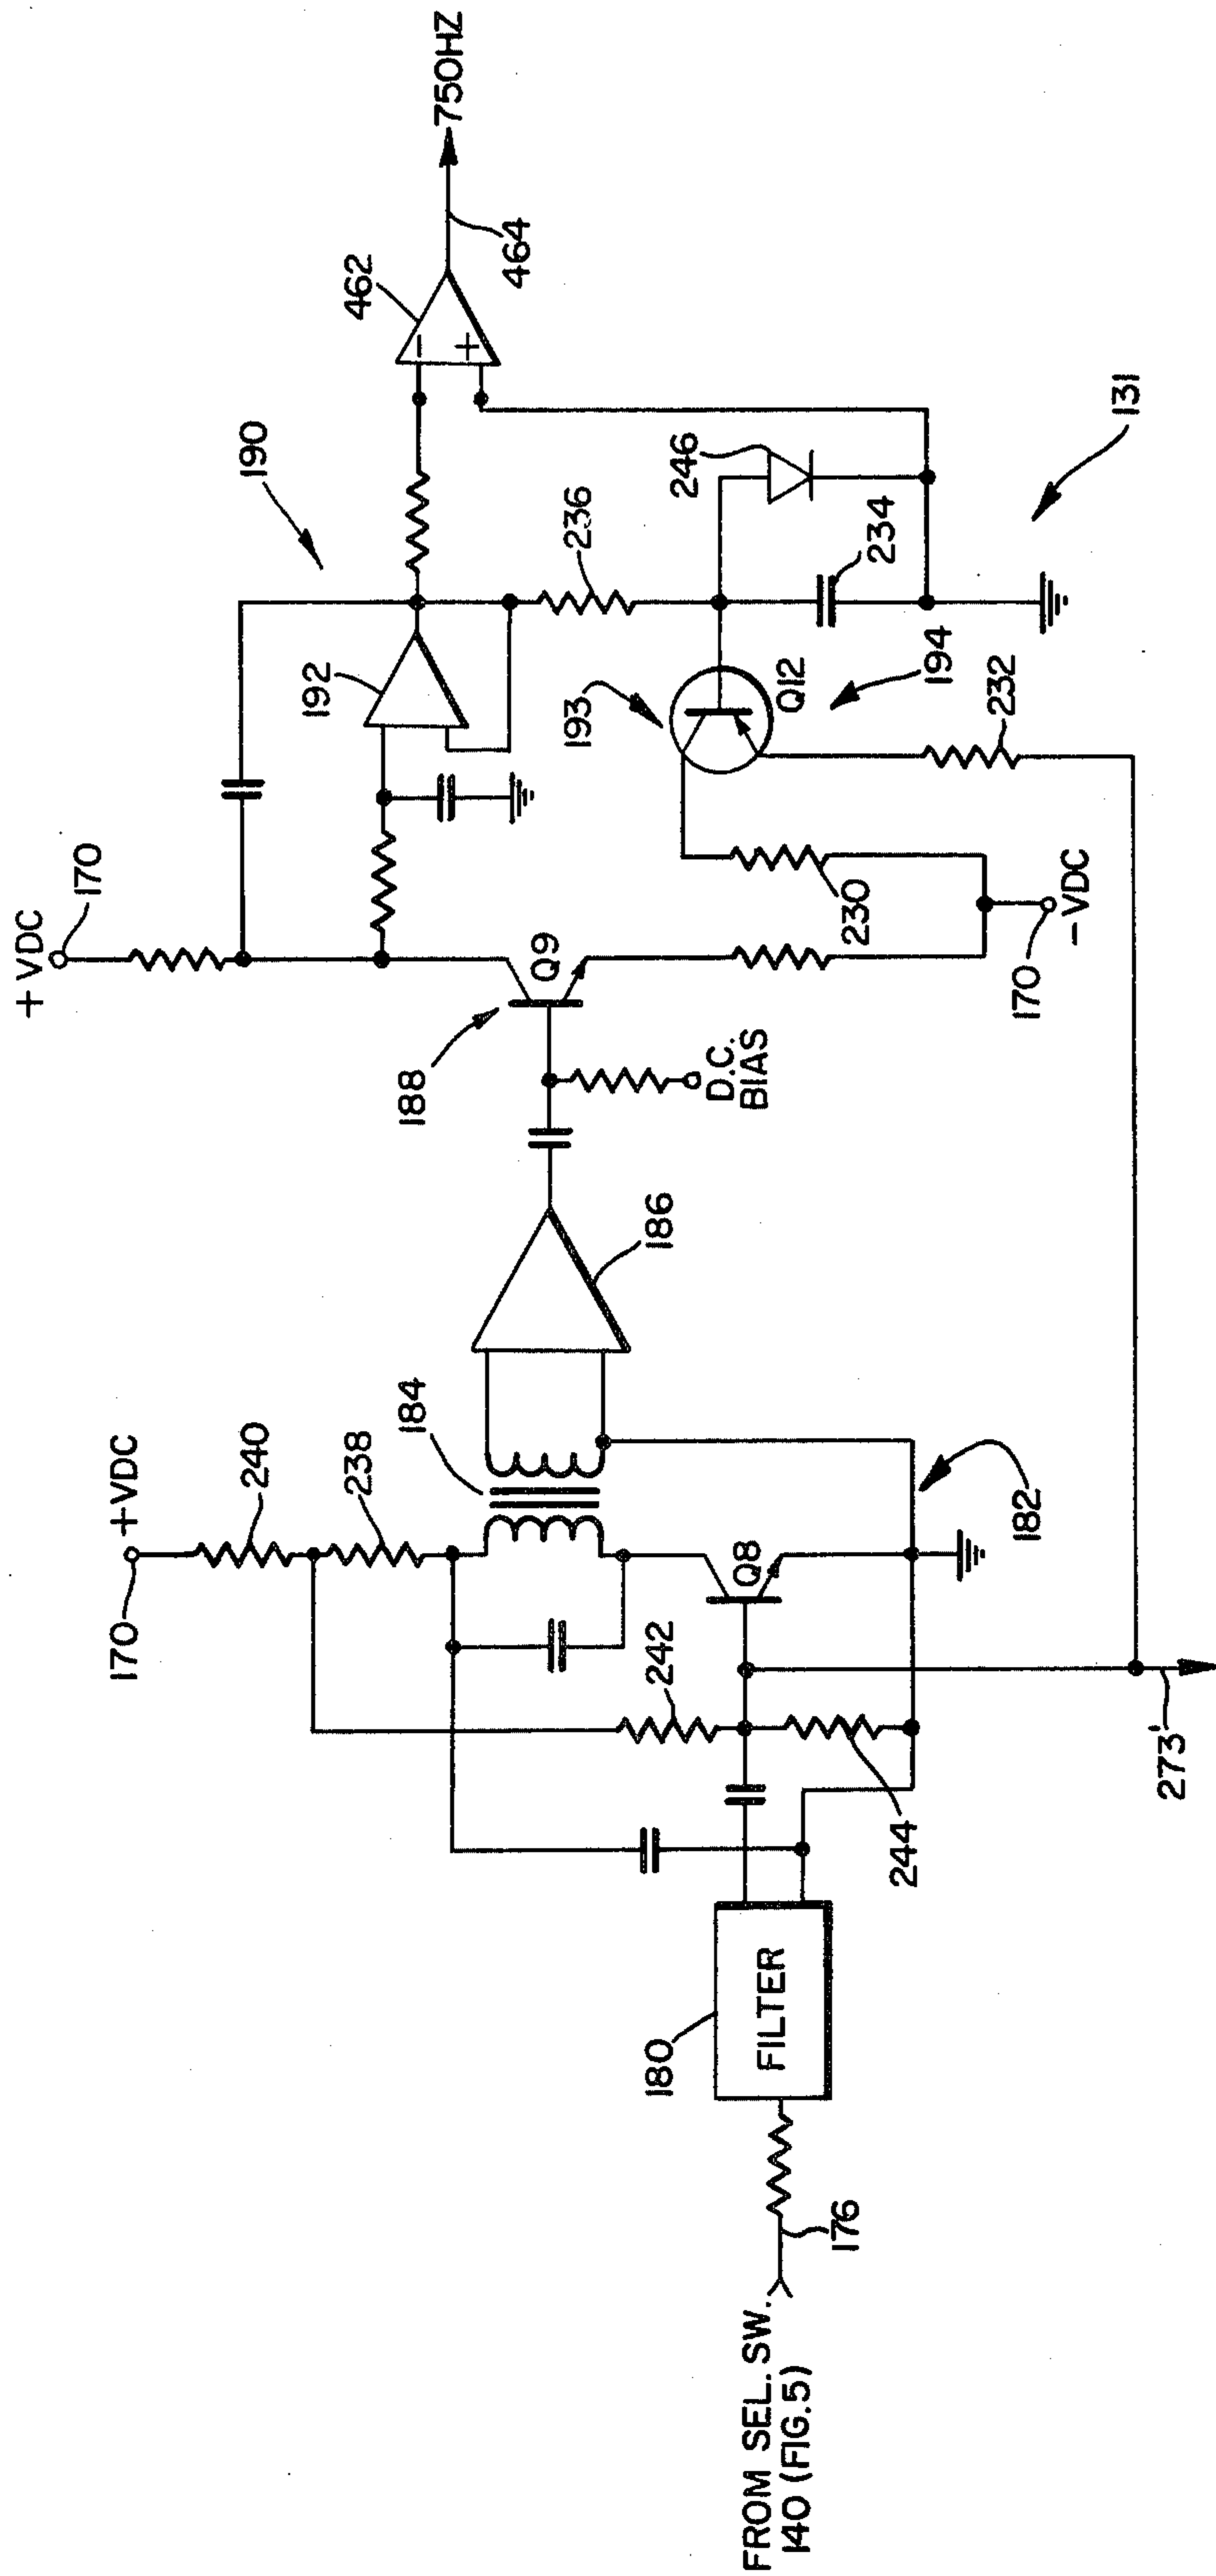 FROM SEL. SW.
140 (FIG.5)
176
180
FILTER
244
242
273'
170
+VDC
240
238
184
Q8
182
186
188
Q9
D.C.
BIAS
+VDC
170
230
170
-VDC
192
190
193
Q12
194
232
236
234
246
131
462
-
+
464
750HZ